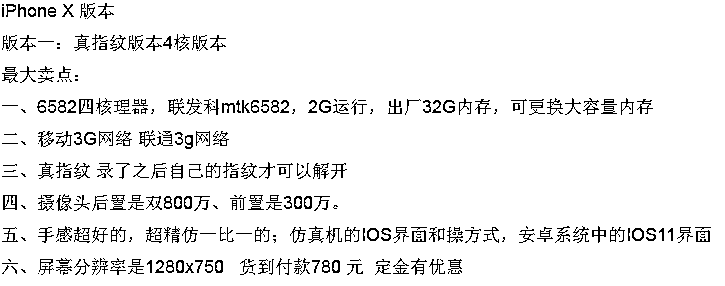 iPhone X 版本
版本一：真指纹版本4核版本
最大卖点：
一、6582四核理器，联发科mtk6582，2G运行，出厂32G内存，可更换大容量内存
二、移动3G网络 联通3g网络
三、真指纹 录了之后自己的指纹才可以解开
四、摄像头后置是双800万、前置是300万。
五、手感超好的，超精仿一比一的；仿真机的IOS界面和操方式，安卓系统中的IOS11界面
六、屏幕分辨率是1280x750   货到付款780 元  定金有优惠